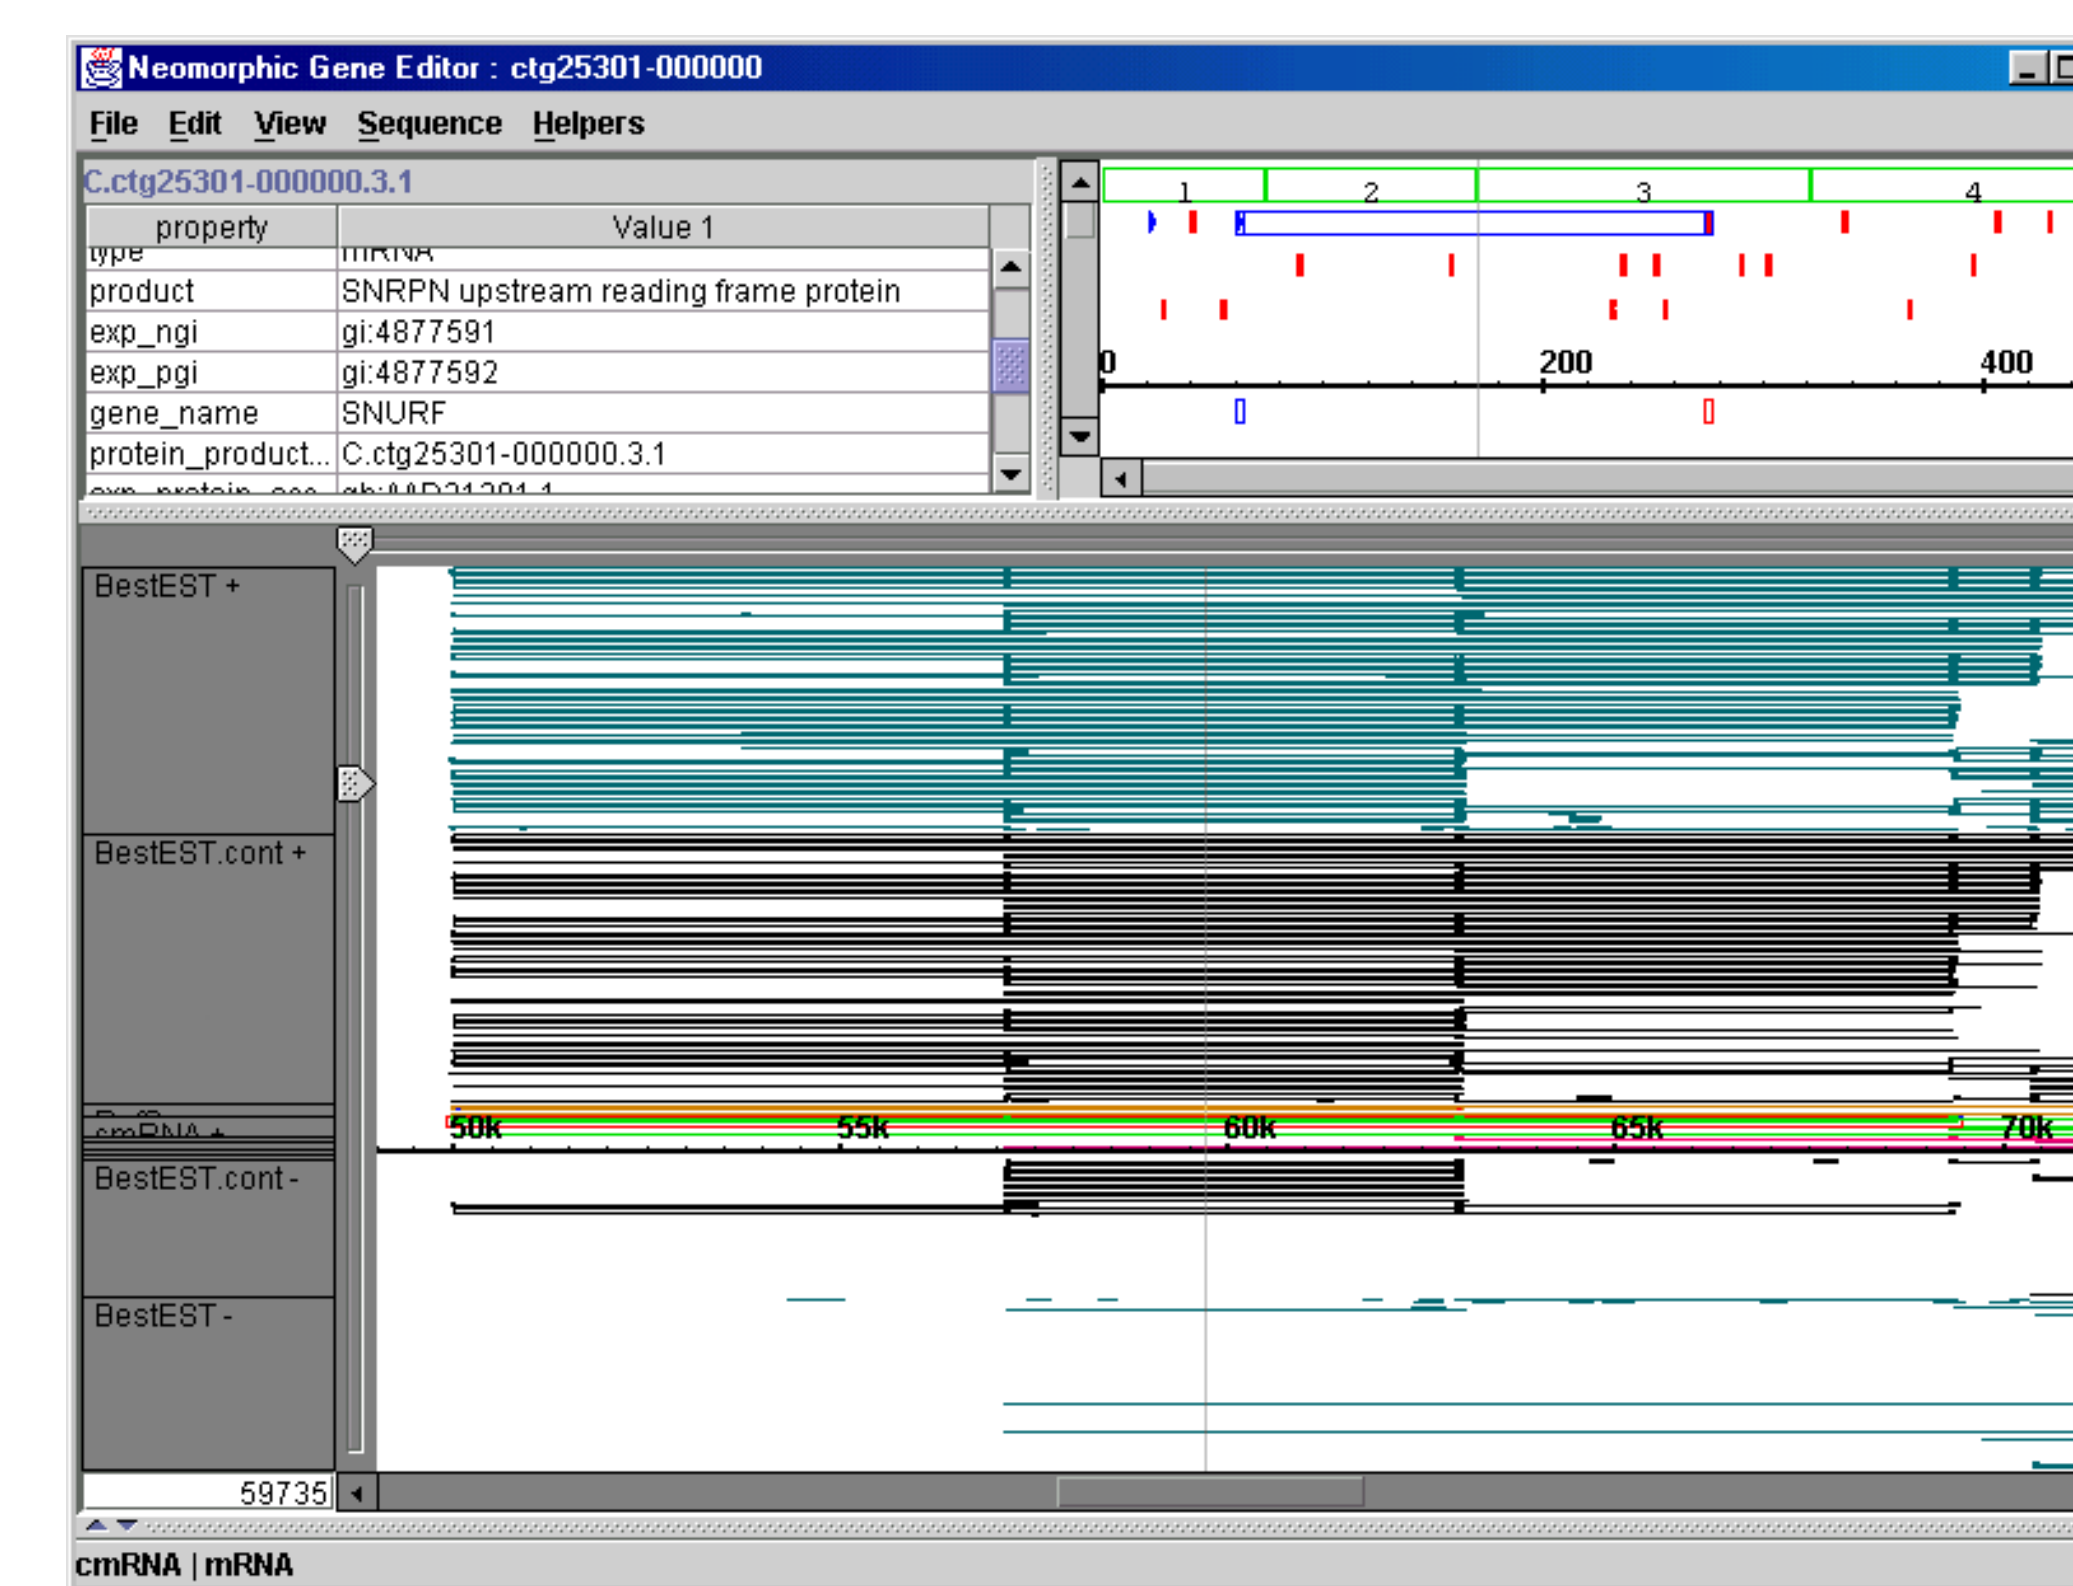 Neomorphic Gene Editor : ctg25301-000000
File Edit View Sequence Helpers
C.ctg25301-000000.3.1
property Value 1
type mRNA
product SNRPN upstream reading frame protein
exp_ngi gi:4877591
exp_pgi gi:4877592
gene_name SNURF
protein_product... C.ctg25301-000000.3.1
1 2 3 4
0 200 400
BestEST +
BestEST.cont +
cmRNA +
50k 55k 60k 65k 70k
BestEST.cont -
BestEST -
59735
cmRNA | mRNA